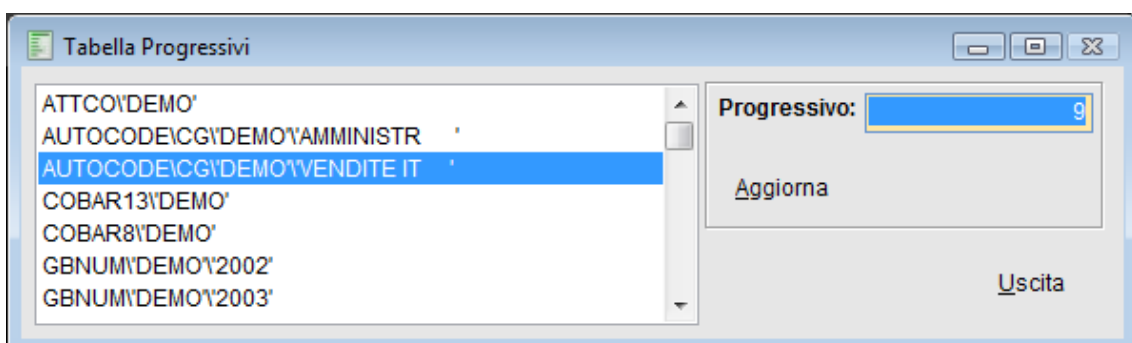 Tabella Progressivi
ATTCO\'DEMO'
AUTOCODE\CG\'DEMO'\'AMMINISTR     '
AUTOCODE\CG\'DEMO'\'VENDITE IT     '
COBAR13\'DEMO'
COBAR8\'DEMO'
GBNUM\'DEMO'\'2002'
GBNUM\'DEMO'\'2003'
Progressivo: 9
Aggiorna
Uscita